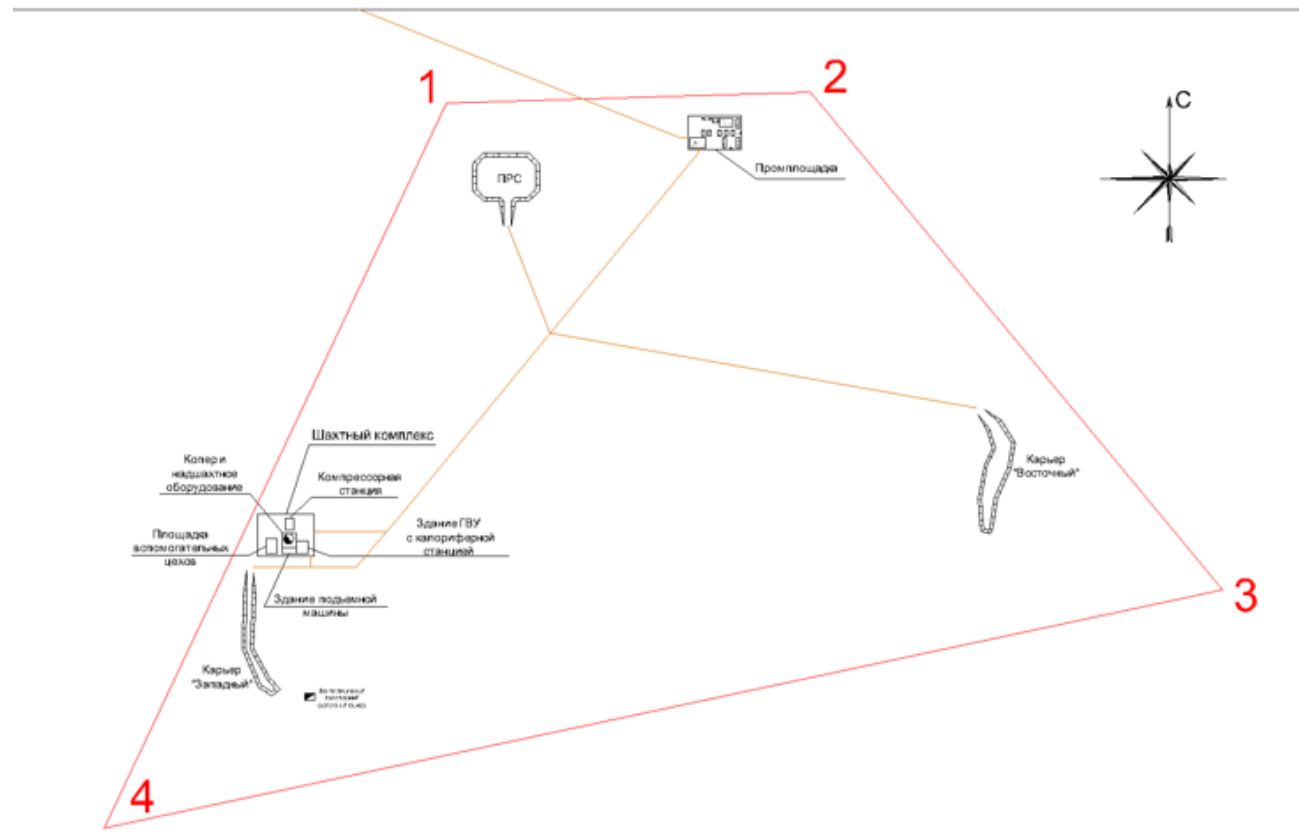 1
2
С
ПРС
Промплощадка
Шахтный комплекс
Копер и
надшахтное
оборудование
Компрессорная
станция
Карьер
"Восточный"
Площадка
вспомогательных
цехов
Здание ГВУ
с калориферной
станцией
3
Здание подъемной
машины
Карьер
"Западный"
4